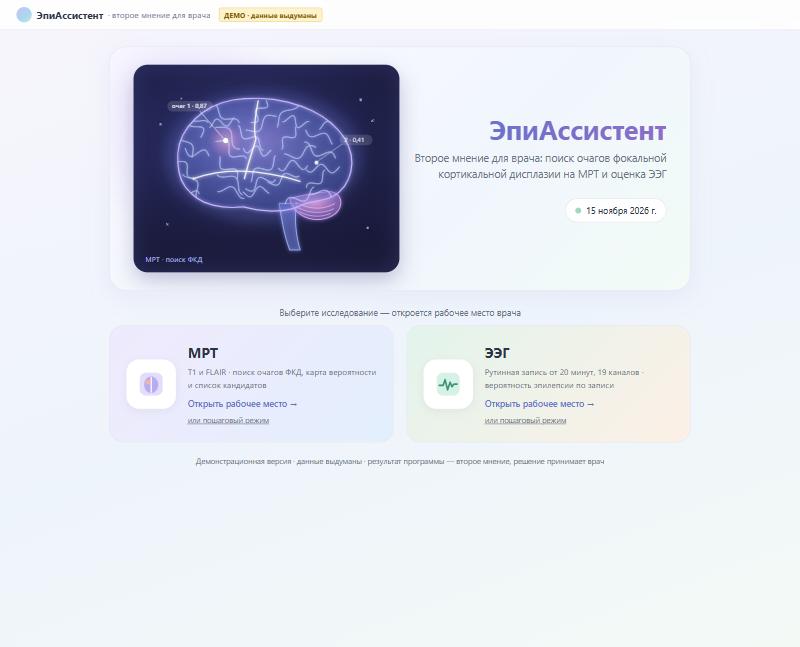 ЭпиАссистент · второе мнение для врача ДЕМО · данные выдуманы
очаг 1 · 0,87
2 · 0,41
МРТ · поиск ФКД
ЭпиАссистент
Второе мнение для врача: поиск очагов фокальной
кортикальной дисплазии на МРТ и оценка ЭЭГ
15 ноября 2026 г.
Выберите исследование — откроется рабочее место врача
МРТ
T1 и FLAIR · поиск очагов ФКД, карта вероятности
и список кандидатов
Открыть рабочее место →
или пошаговый режим
ЭЭГ
Рутинная запись от 20 минут, 19 каналов ·
вероятность эпилепсии по записи
Открыть рабочее место →
или пошаговый режим
Демонстрационная версия · данные выдуманы · результат программы — второе мнение, решение принимает врач